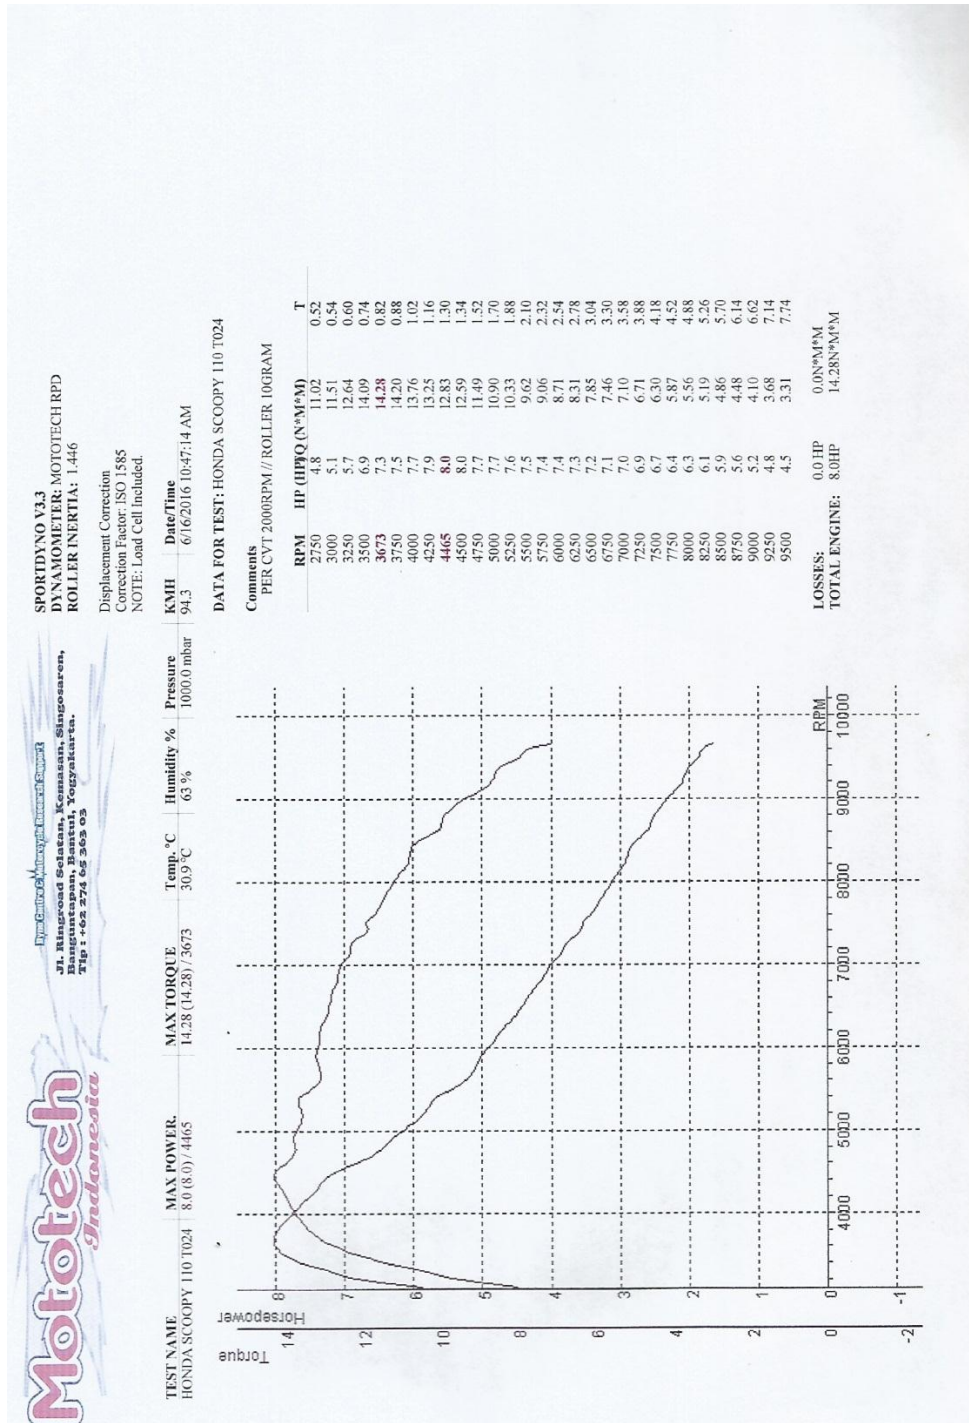 Mototech
Indonesia
Dyno Centre & Motorcycle Research Support
Jl. Ringroad Selatan, Kemasan, Singosaren,
Banguntapan, Bantul, Yogyakarta.
Tlp : +62 274 65 363 03
SPORTDYNO V3.3
DYNAMOMETER: MOTOTECH RPD
ROLLER INERTIA: 1.446
Displacement Correction
Correction Factor: ISO 1585
NOTE: Load Cell Included.
TEST NAME MAX POWER. MAX TORQUE Temp. °C Humidity % Pressure KMH Date/Time
HONDA SCOOPY 110 T024 8.0 (8.0) / 4465 14.28 (14.28) / 3673 30.9 °C 63 % 1000.0 mbar 94.3 6/16/2016 10:47:14 AM
Torque
Horsepower
14
12
10
8
6
4
2
0
-2
8
7
6
5
4
3
2
1
0
-1
4000 5000 6000 7000 8000 9000 10000
RPM
DATA FOR TEST: HONDA SCOOPY 110 T024
Comments
PER CVT 2000RPM // ROLLER 10GRAM
RPM HP (HP)TQ (N*M*M) T
2750 4.8 11.02 0.52
3000 5.1 11.51 0.54
3250 5.7 12.64 0.60
3500 6.9 14.09 0.74
3673 7.3 14.28 0.82
3750 7.5 14.20 0.88
4000 7.7 13.76 1.02
4250 7.9 13.25 1.16
4465 8.0 12.83 1.30
4500 8.0 12.59 1.34
4750 7.7 11.49 1.52
5000 7.7 10.90 1.70
5250 7.6 10.33 1.88
5500 7.5 9.62 2.10
5750 7.4 9.06 2.32
6000 7.4 8.71 2.54
6250 7.3 8.31 2.78
6500 7.2 7.85 3.04
6750 7.1 7.46 3.30
7000 7.0 7.10 3.58
7250 6.9 6.71 3.88
7500 6.7 6.30 4.18
7750 6.4 5.87 4.52
8000 6.3 5.56 4.88
8250 6.1 5.19 5.26
8500 5.9 4.86 5.70
8750 5.6 4.48 6.14
9000 5.2 4.10 6.62
9250 4.8 3.68 7.14
9500 4.5 3.31 7.74
LOSSES: 0.0 HP 0.0N*M*M
TOTAL ENGINE: 8.0HP 14.28N*M*M